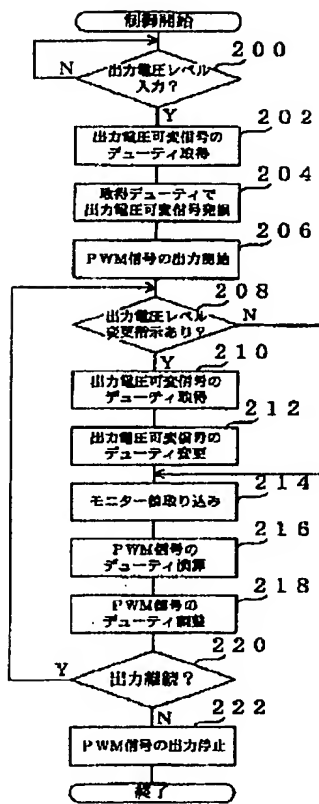 制御開始
200
N
出力電圧レベル
入力?
Y
202
出力電圧可変信号の
デューティ取得
204
取得デューティで
出力電圧可変信号発振
206
PWM信号の出力開始
208
出力電圧レベル
変更指示あり?
N
Y
210
出力電圧可変信号の
デューティ取得
212
出力電圧可変信号の
デューティ変更
214
モニター値取り込み
216
PWM信号の
デューティ演算
218
PWM信号の
デューティ調整
220
Y
出力継続?
N
222
PWM信号の出力停止
終了